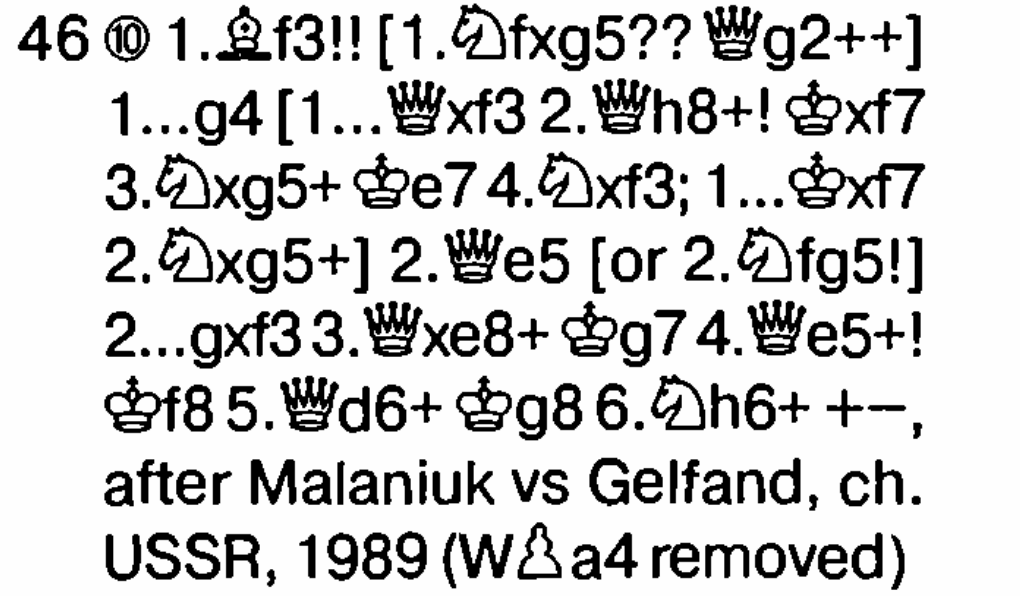 46 ⑩ 1.♗f3!! [1.♘fxg5?? ♕g2++]
1...g4 [1...♕xf3 2.♕h8+! ♔xf7
3.♘xg5+ ♔e7 4.♘xf3; 1...♔xf7
2.♘xg5+] 2.♕e5 [or 2.♘fg5!]
2...gxf3 3.♕xe8+ ♔g7 4.♕e5+!
♔f8 5.♕d6+ ♔g8 6.♘h6+ +−,
after Malaniuk vs Gelfand, ch.
USSR, 1989 (W♙a4 removed)